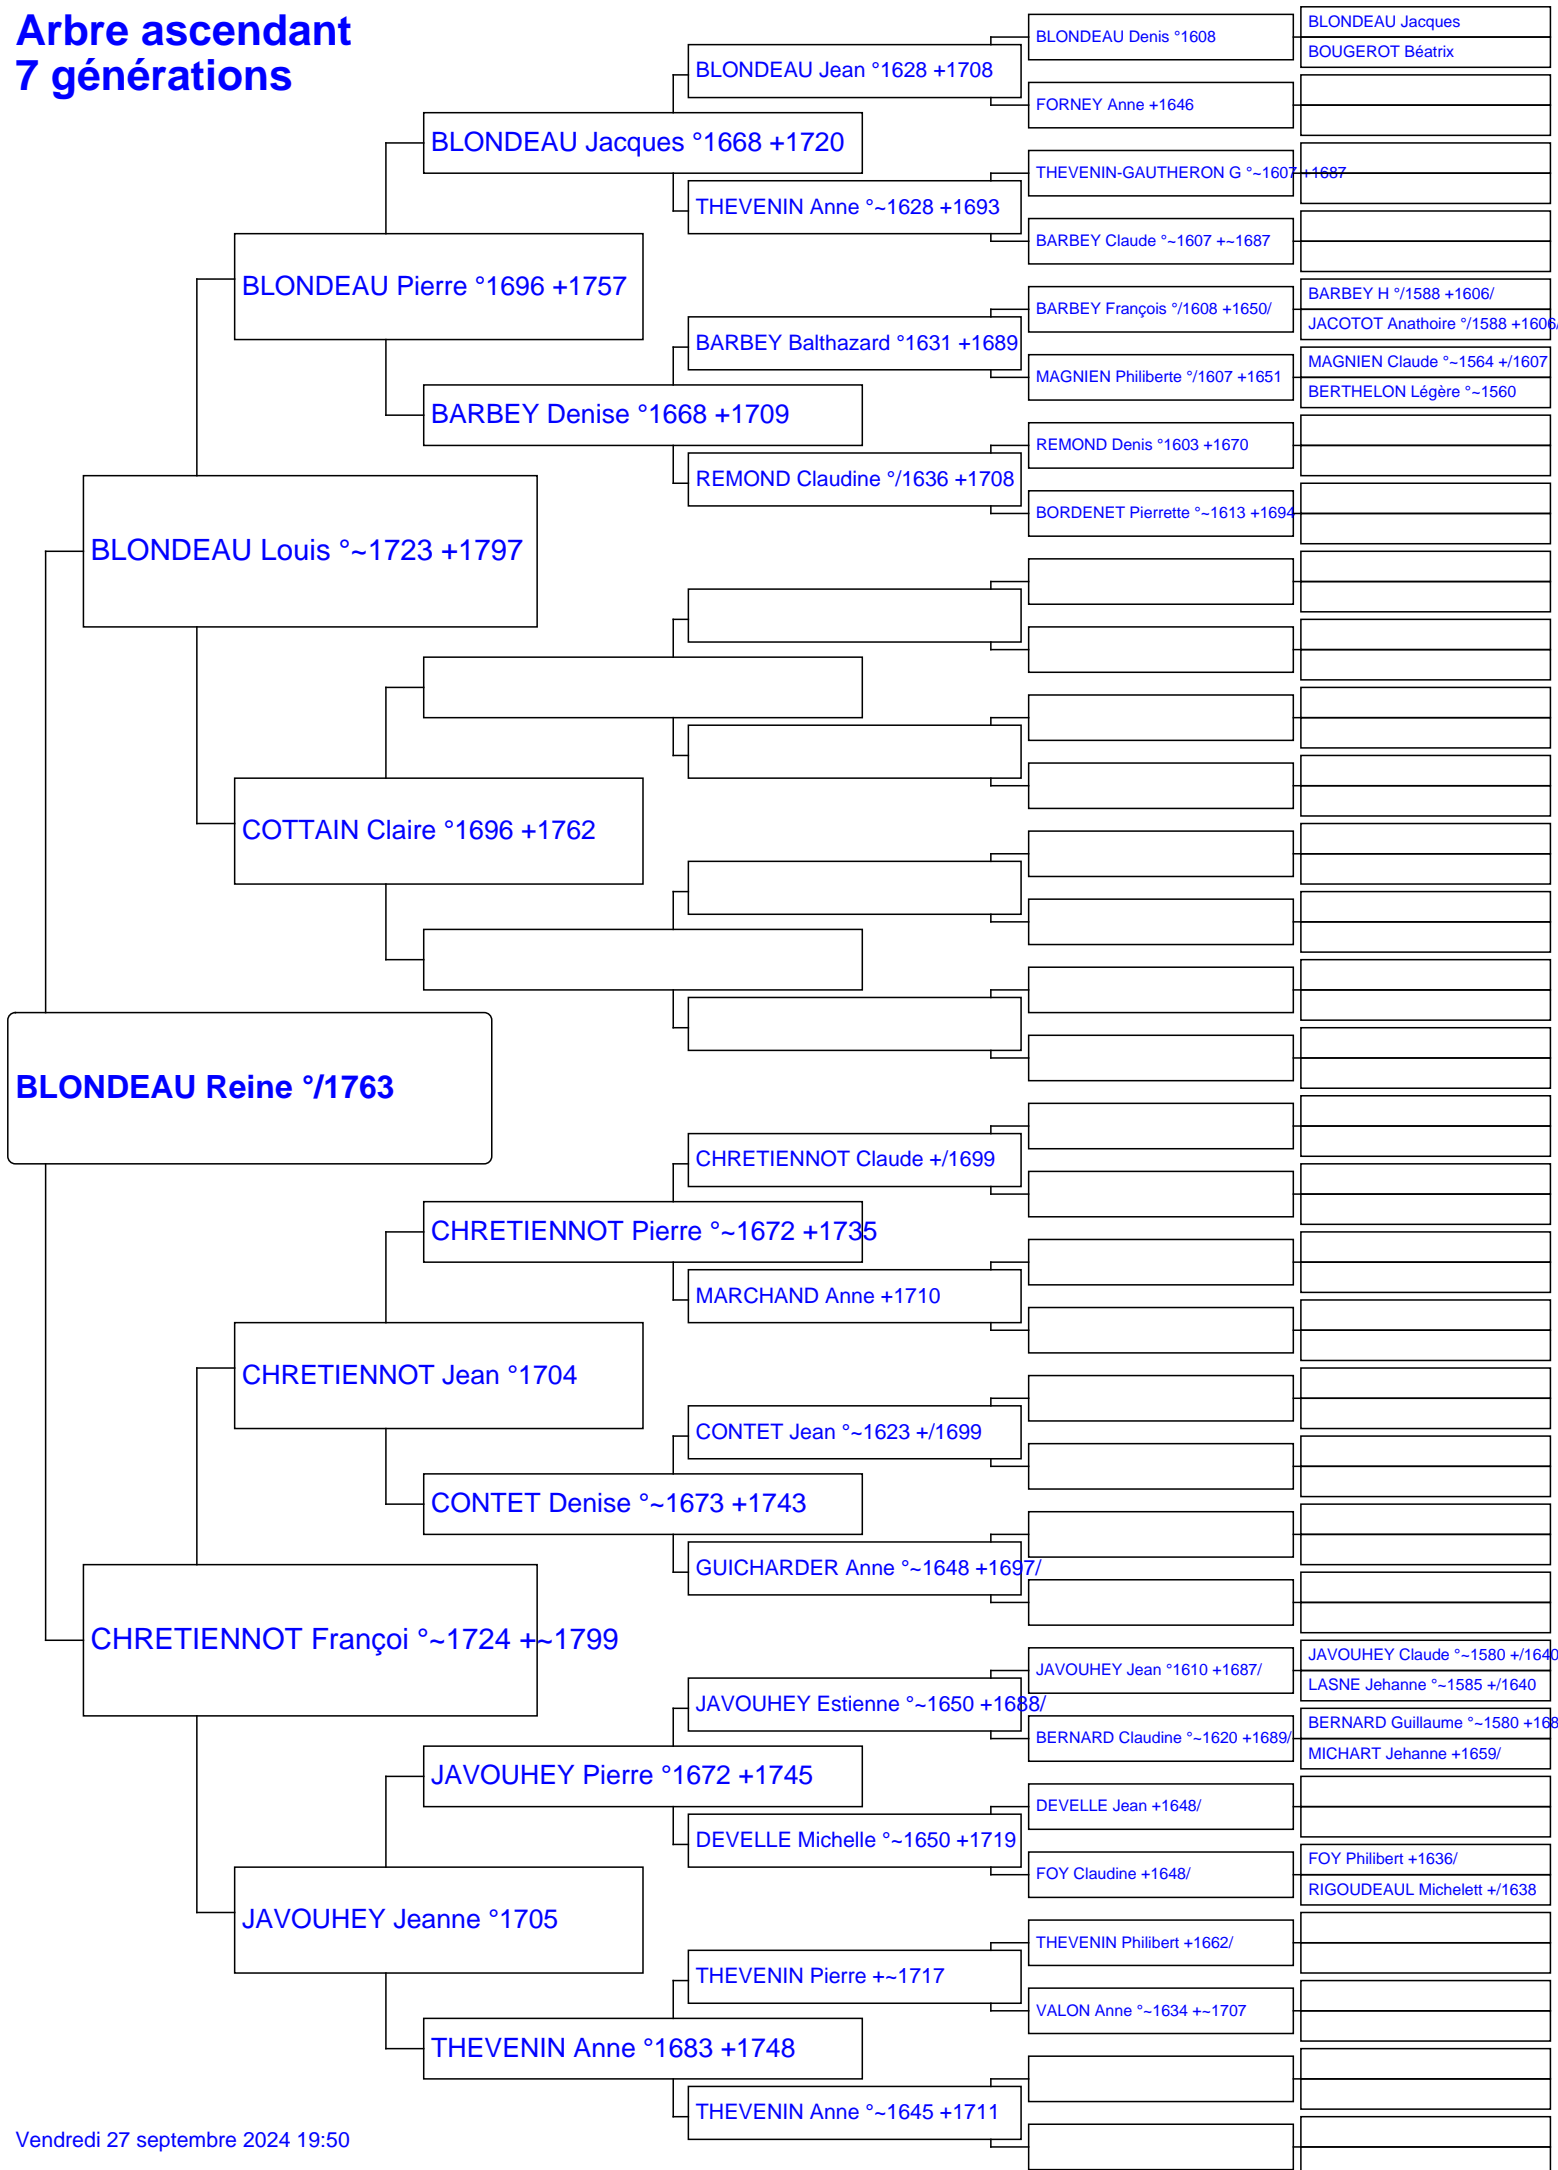 Arbre ascendant
7 générations
BLONDEAU Reine °/1763
BLONDEAU Louis °~1723 +1797
CHRETIENNOT Françoi °~1724 +~1799
BLONDEAU Pierre °1696 +1757
COTTAIN Claire °1696 +1762
CHRETIENNOT Jean °1704
JAVOUHEY Jeanne °1705
BLONDEAU Jacques °1668 +1720
BARBEY Denise °1668 +1709
CHRETIENNOT Pierre °~1672 +1735
CONTET Denise °~1673 +1743
JAVOUHEY Pierre °1672 +1745
THEVENIN Anne °1683 +1748
BLONDEAU Jean °1628 +1708
THEVENIN Anne °~1628 +1693
BARBEY Balthazard °1631 +1689
REMOND Claudine °/1636 +1708
CHRETIENNOT Claude +/1699
MARCHAND Anne +1710
CONTET Jean °~1623 +/1699
GUICHARDER Anne °~1648 +1697/
JAVOUHEY Estienne °~1650 +1688/
DEVELLE Michelle °~1650 +1719
THEVENIN Pierre +~1717
THEVENIN Anne °~1645 +1711
BLONDEAU Denis °1608
FORNEY Anne +1646
THEVENIN-GAUTHERON G °~1607 +1687
BARBEY Claude °~1607 +~1687
BARBEY François °/1608 +1650/
MAGNIEN Philiberte °/1607 +1651
REMOND Denis °1603 +1670
BORDENET Pierrette °~1613 +1694
JAVOUHEY Jean °1610 +1687/
BERNARD Claudine °~1620 +1689/
DEVELLE Jean +1648/
FOY Claudine +1648/
THEVENIN Philibert +1662/
VALON Anne °~1634 +~1707
BLONDEAU Jacques
BOUGEROT Béatrix
BARBEY H °/1588 +1606/
JACOTOT Anathoire °/1588 +1606/
MAGNIEN Claude °~1564 +/1607
BERTHELON Légère °~1560
JAVOUHEY Claude °~1580 +/1640
LASNE Jehanne °~1585 +/1640
BERNARD Guillaume °~1580 +168
MICHART Jehanne +1659/
FOY Philibert +1636/
RIGOUDEAUL Michelett +/1638
Vendredi 27 septembre 2024 19:50